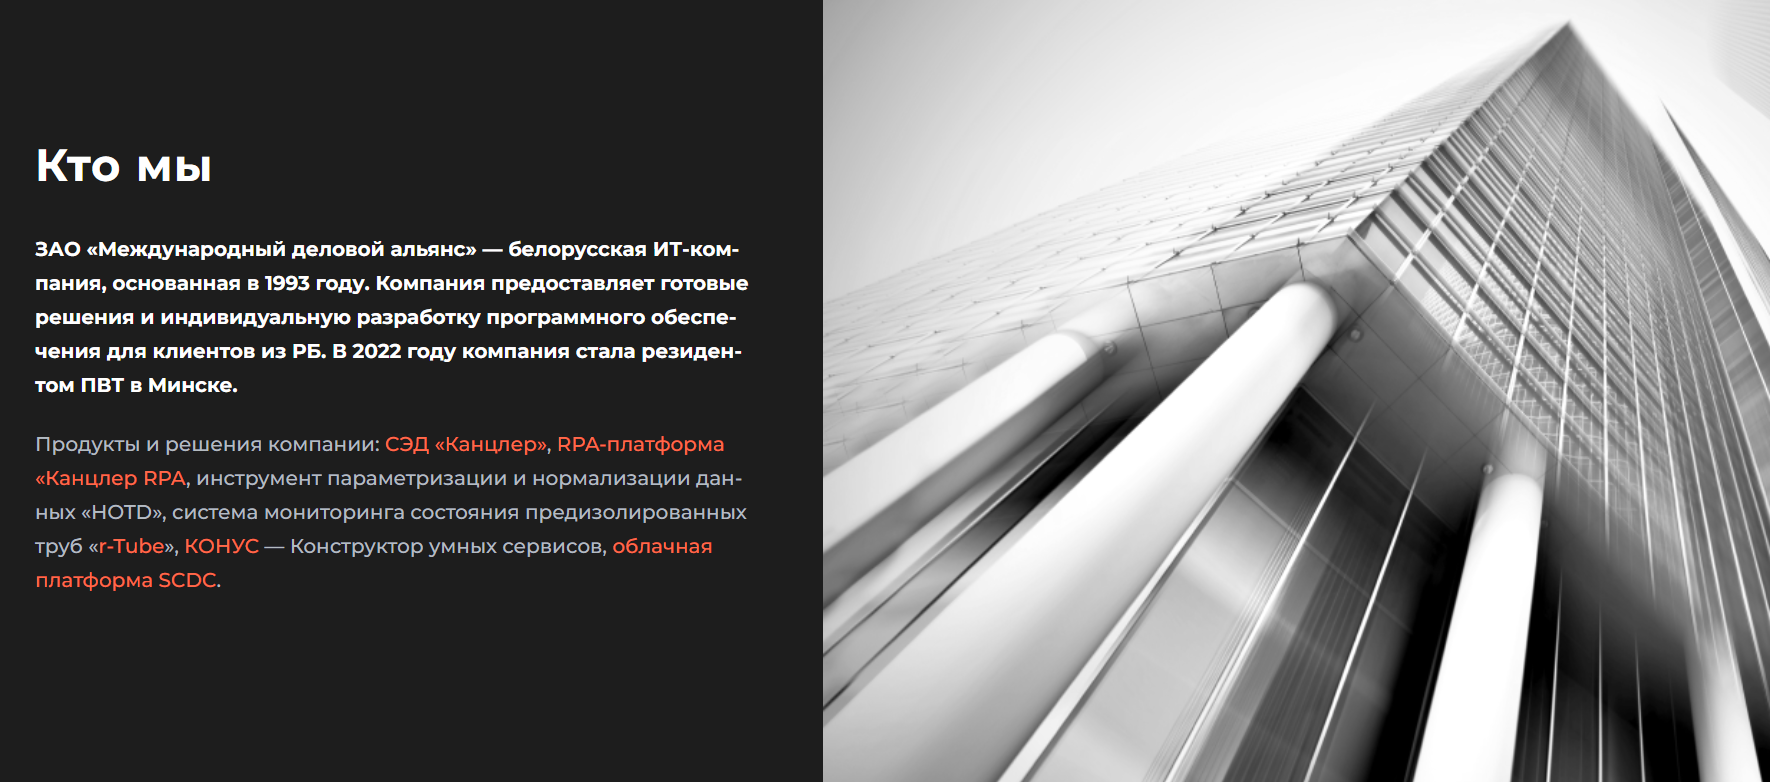 Кто мы
ЗАО «Международный деловой альянс» — белорусская ИТ-ком-
пания, основанная в 1993 году. Компания предоставляет готовые
решения и индивидуальную разработку программного обеспе-
чения для клиентов из РБ. В 2022 году компания стала резиден-
том ПВТ в Минске.
Продукты и решения компании: СЭД «Канцлер», RPA-платформа
«Канцлер RPA, инструмент параметризации и нормализации дан-
ных «HOTD», система мониторинга состояния предизолированных
труб «r-Tube», КОНУС — Конструктор умных сервисов, облачная
платформа SCDC.